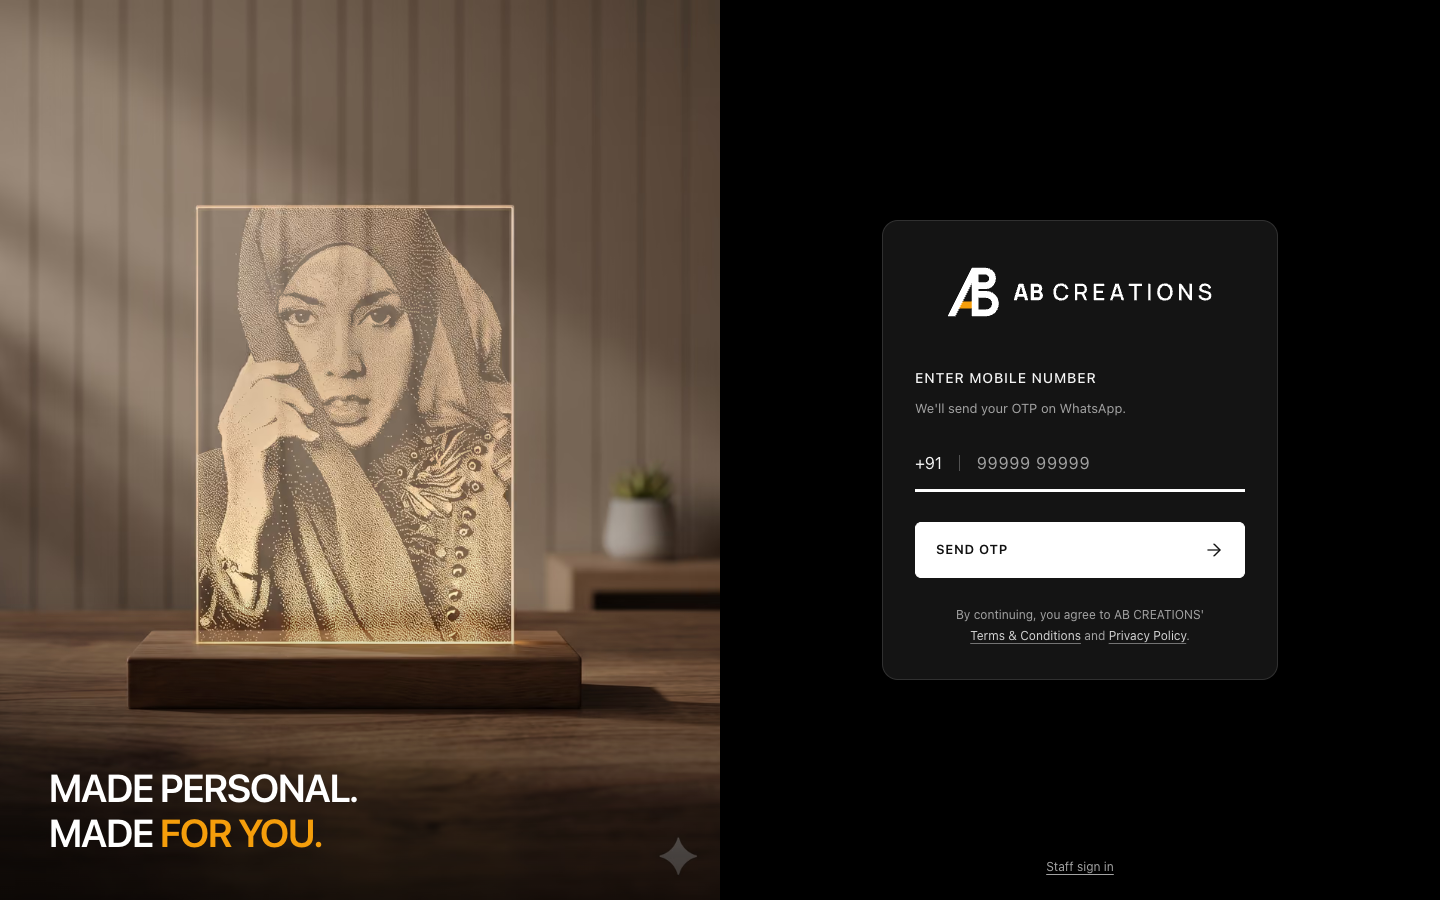 MADE PERSONAL.
MADE FOR YOU.
AB CREATIONS
ENTER MOBILE NUMBER
We'll send your OTP on WhatsApp.
+91 99999 99999
SEND OTP
By continuing, you agree to AB CREATIONS'
Terms & Conditions and Privacy Policy.
Staff sign in